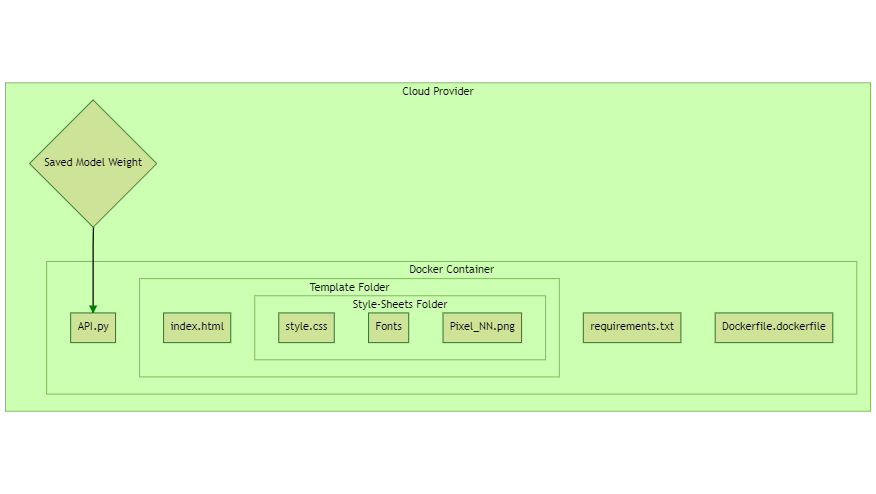 Cloud Provider
Saved Model Weight
Docker Container
Template Folder
Style-Sheets Folder
API.py
index.html
style.css
Fonts
Pixel_NN.png
requirements.txt
Dockerfile.dockerfile